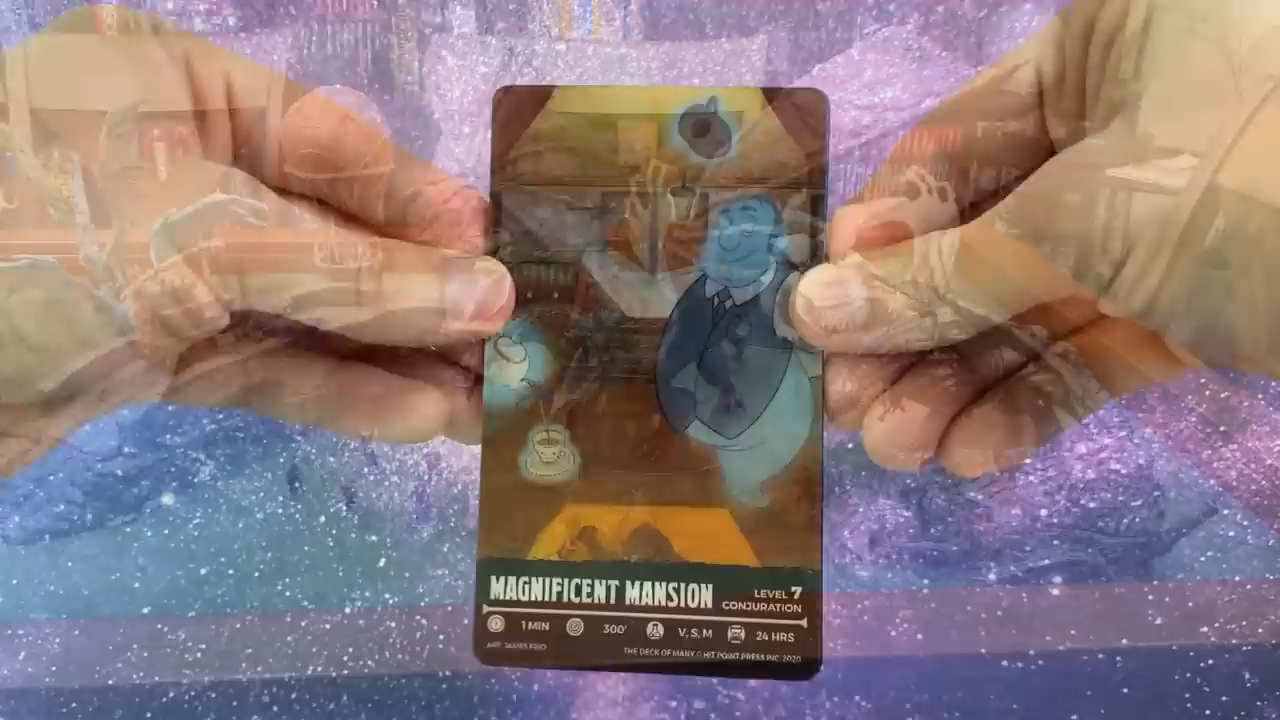 MAGNIFICENT MANSION
LEVEL 7
CONJURATION
1 MIN 300' V, S, M 24 HRS
THE DECK OF MANY © HIT POINT PRESS INC. 2020